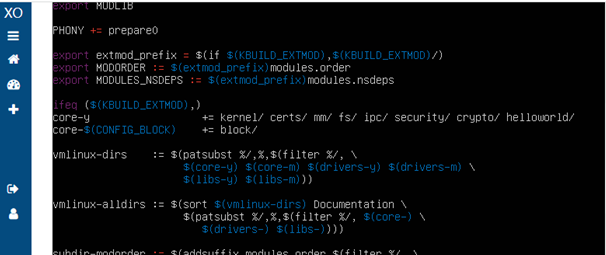 XO
export MODLIB
PHONY += prepare0
export extmod_prefix = $(if $(KBUILD_EXTMOD),$(KBUILD_EXTMOD)/)
export MODORDER := $(extmod_prefix)modules.order
export MODULES_NSDEPS := $(extmod_prefix)modules.nsdeps
ifeq ($(KBUILD_EXTMOD),)
core-y += kernel/ certs/ mm/ fs/ ipc/ security/ crypto/ helloworld/
core-$(CONFIG_BLOCK) += block/
vmlinux-dirs := $(patsubst %/,%,$(filter %/, \
$(core-y) $(core-m) $(drivers-y) $(drivers-m) \
$(libs-y) $(libs-m)))
vmlinux-alldirs := $(sort $(vmlinux-dirs) Documentation \
$(patsubst %/,%,$(filter %/, $(core-) \
$(drivers-) $(libs-))))
subdir-modorder := $(addsuffix modules.order,$(filter %/, \